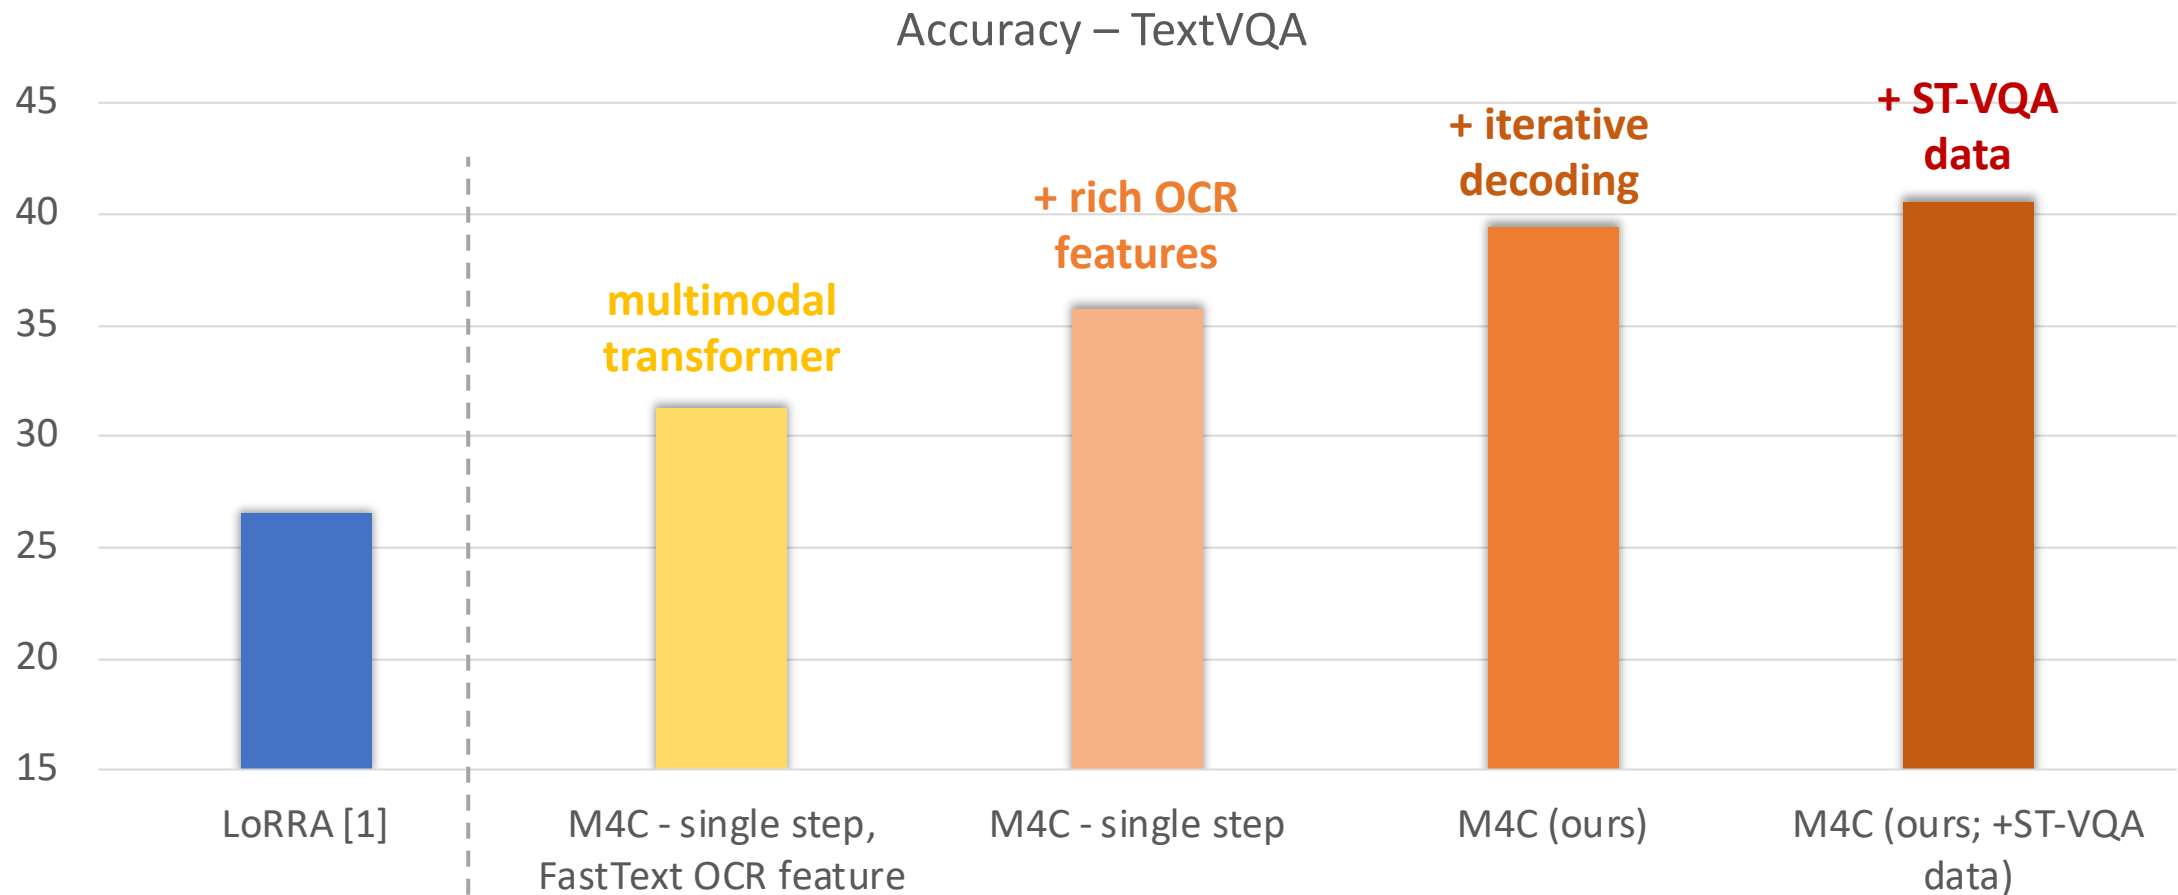 Accuracy – TextVQA
45
40
35
30
25
20
15
multimodal
transformer
+ rich OCR
features
+ iterative
decoding
+ ST-VQA
data
LoRRA [1]
M4C - single step,
FastText OCR feature
M4C - single step
M4C (ours)
M4C (ours; +ST-VQA
data)